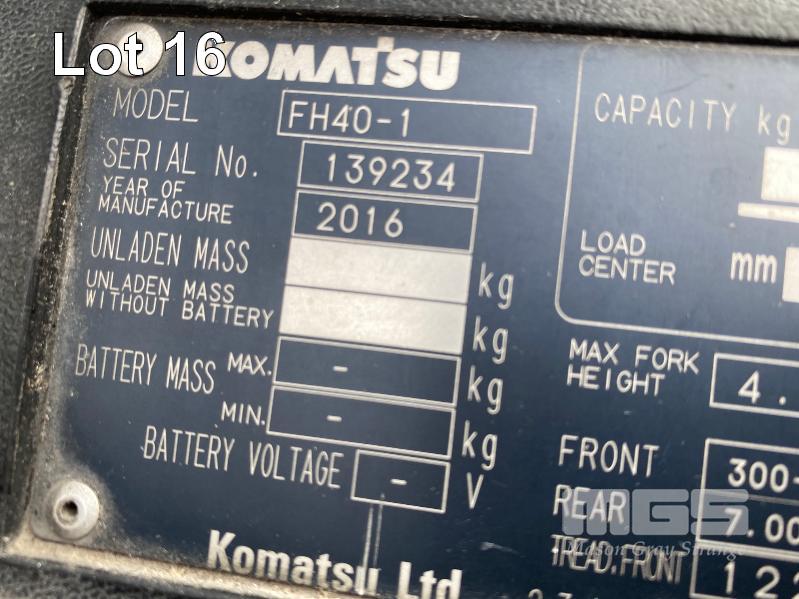 Lot 16
KOMATSU
MODEL FH40-1
SERIAL No. 139234
YEAR OF
MANUFACTURE 2016
UNLADEN MASS kg
UNLADEN MASS
WITHOUT BATTERY kg
BATTERY MASS MAX. - kg
MIN. - kg
BATTERY VOLTAGE - V
Komatsu Ltd
CAPACITY kg
LOAD
CENTER mm
MAX FORK
HEIGHT 4.
FRONT 300-
REAR 7.00
TREAD.FRONT 122
MGS
Mason Gray Strange